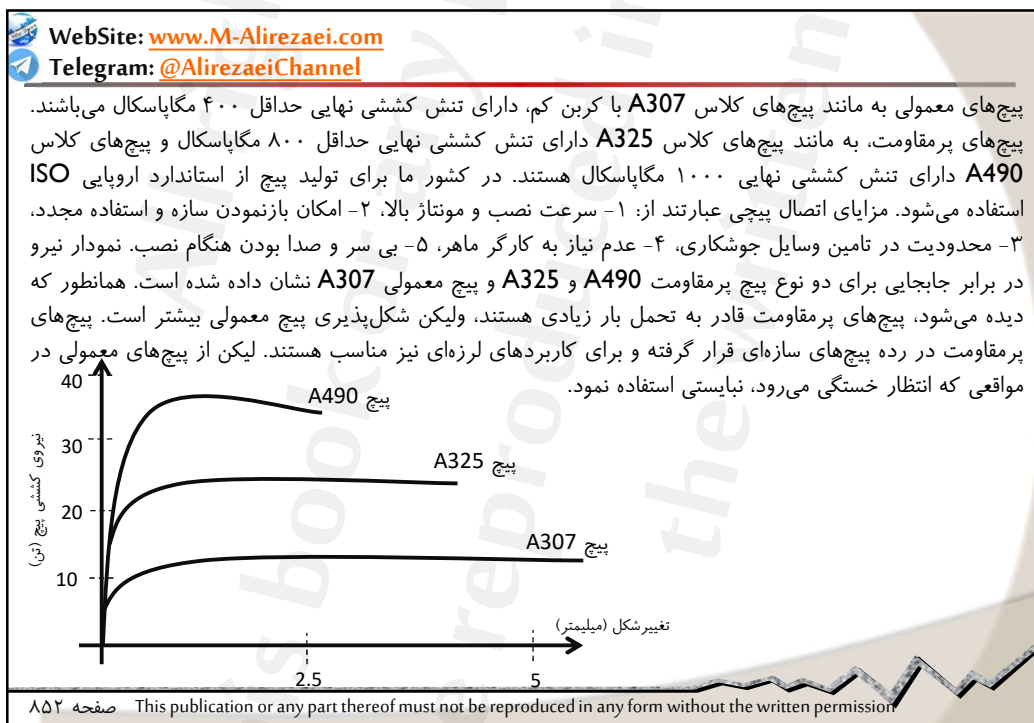 WebSite: www.M-Alirezaei.com
Telegram: @AlirezaeiChannel
پیچ‌های معمولی به مانند پیچ‌های کلاس A307 با کربن کم، دارای تنش کششی نهایی حداقل ۴۰۰ مگاپاسکال می‌باشند.
پیچ‌های پرمقاومت، به مانند پیچ‌های کلاس A325 دارای تنش کششی نهایی حداقل ۸۰۰ مگاپاسکال و پیچ‌های کلاس
A490 دارای تنش کششی نهایی ۱۰۰۰ مگاپاسکال هستند. در کشور ما برای تولید پیچ از استاندارد اروپایی ISO
استفاده می‌شود. مزایای اتصال پیچی عبارتند از: ۱- سرعت نصب و مونتاژ بالا، ۲- امکان بازنمودن سازه و استفاده مجدد،
۳- محدودیت در تامین وسایل جوشکاری، ۴- عدم نیاز به کارگر ماهر، ۵- بی سر و صدا بودن هنگام نصب. نمودار نیرو
در برابر جابجایی برای دو نوع پیچ پرمقاومت A490 و A325 و پیچ معمولی A307 نشان داده شده است. همانطور که
دیده می‌شود، پیچ‌های پرمقاومت قادر به تحمل بار زیادی هستند، ولیکن شکل‌پذیری پیچ معمولی بیشتر است. پیچ‌های
پرمقاومت در رده پیچ‌های سازه‌ای قرار گرفته و برای کاربردهای لرزه‌ای نیز مناسب هستند. لیکن از پیچ‌های معمولی در
مواقعی که انتظار خستگی می‌رود، نبایستی استفاده نمود.
40
پیچ A490
30
پیچ A325
20
پیچ A307
10
نیروی کششی پیچ (تن)
تغییرشکل (میلیمتر)
2.5
5
صفحه ۸۵۲
This publication or any part thereof must not be reproduced in any form without the written permission